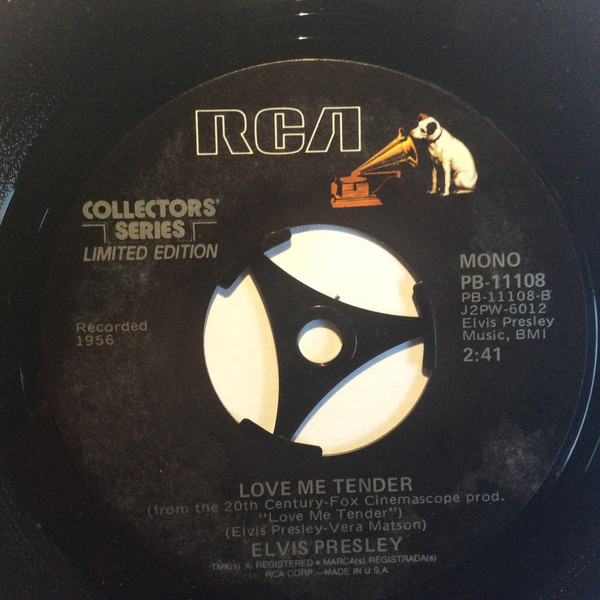 RCA
COLLECTORS'
SERIES
LIMITED EDITION
MONO
PB-11108
PB-11108-B
J2PW-6012
Elvis Presley
Music, BMI
2:41
Recorded
1956
LOVE ME TENDER
(from the 20th Century-Fox Cinemascope prod.
"Love Me Tender")
(Elvis Presley-Vera Matson)
ELVIS PRESLEY
TMK(s) ® REGISTERED • MARCA(s) REGISTRADA(s)
RCA CORP.—MADE IN U.S.A.